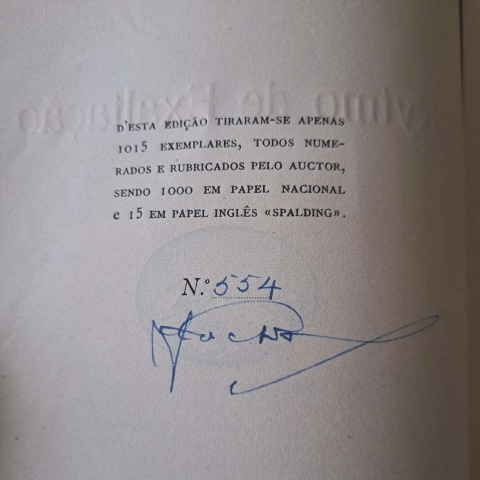 D'ESTA EDIÇÃO TIRARAM-SE APENAS
1015 EXEMPLARES, TODOS NUME-
RADOS E RUBRICADOS PELO AUCTOR,
SENDO 1000 EM PAPEL NACIONAL
e 15 EM PAPEL INGLÊS «SPALDING».
N.º 554